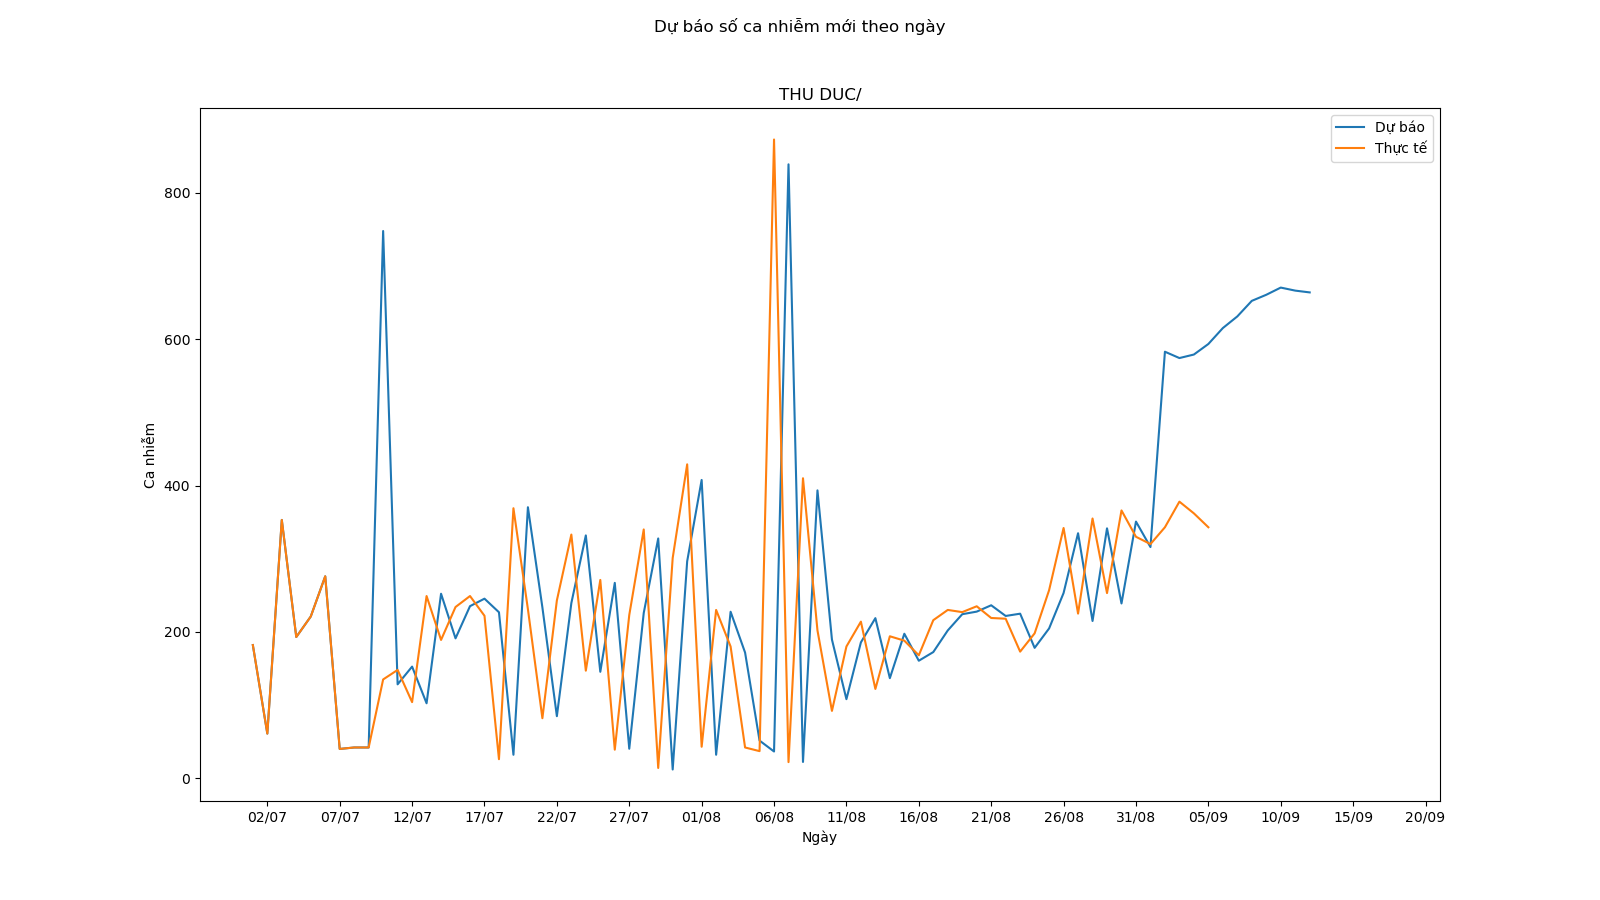 Dự báo số ca nhiễm mới theo ngày
THU DUC/
Dự báo
Thực tế
800
600
400
200
0
Ca nhiễm
02/07 07/07 12/07 17/07 22/07 27/07 01/08 06/08 11/08 16/08 21/08 26/08 31/08 05/09 10/09 15/09 20/09
Ngày